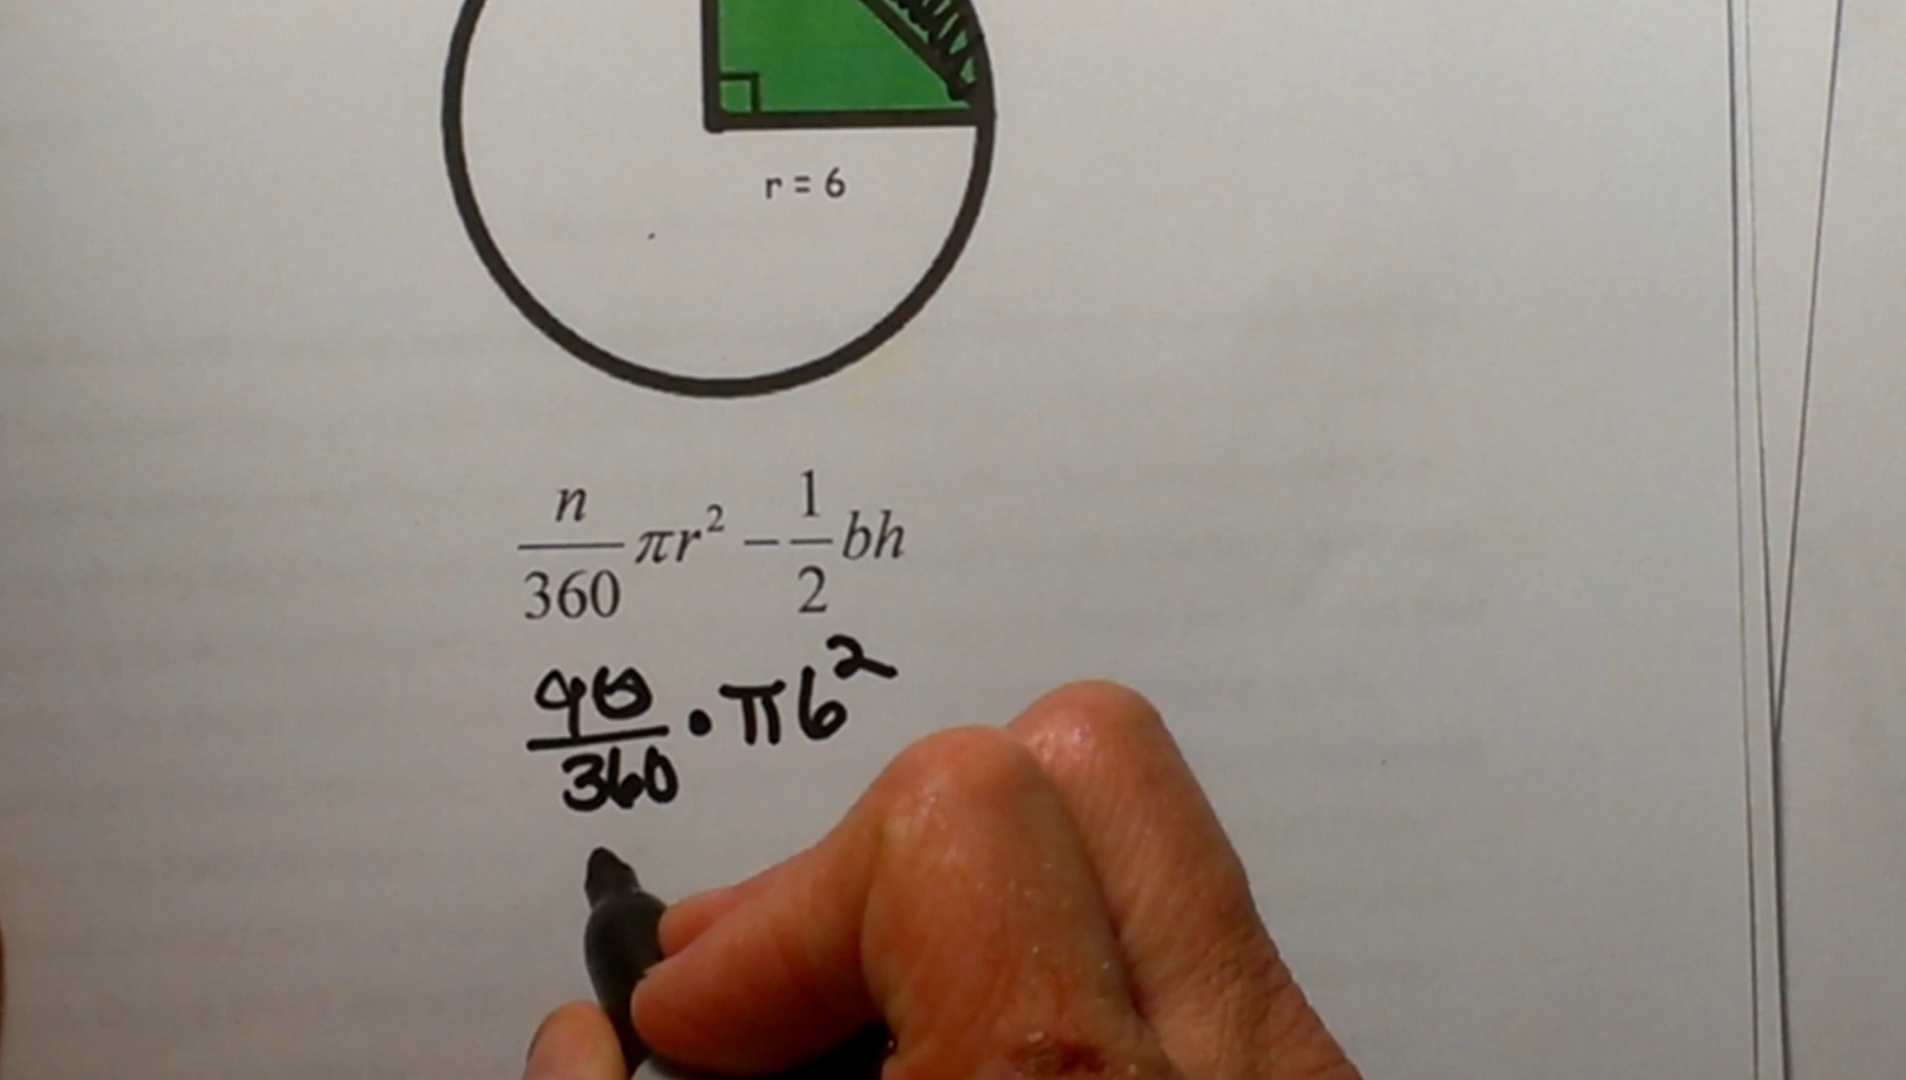 r = 6
n/360 πr² − 1/2 bh
90/360 · π6²